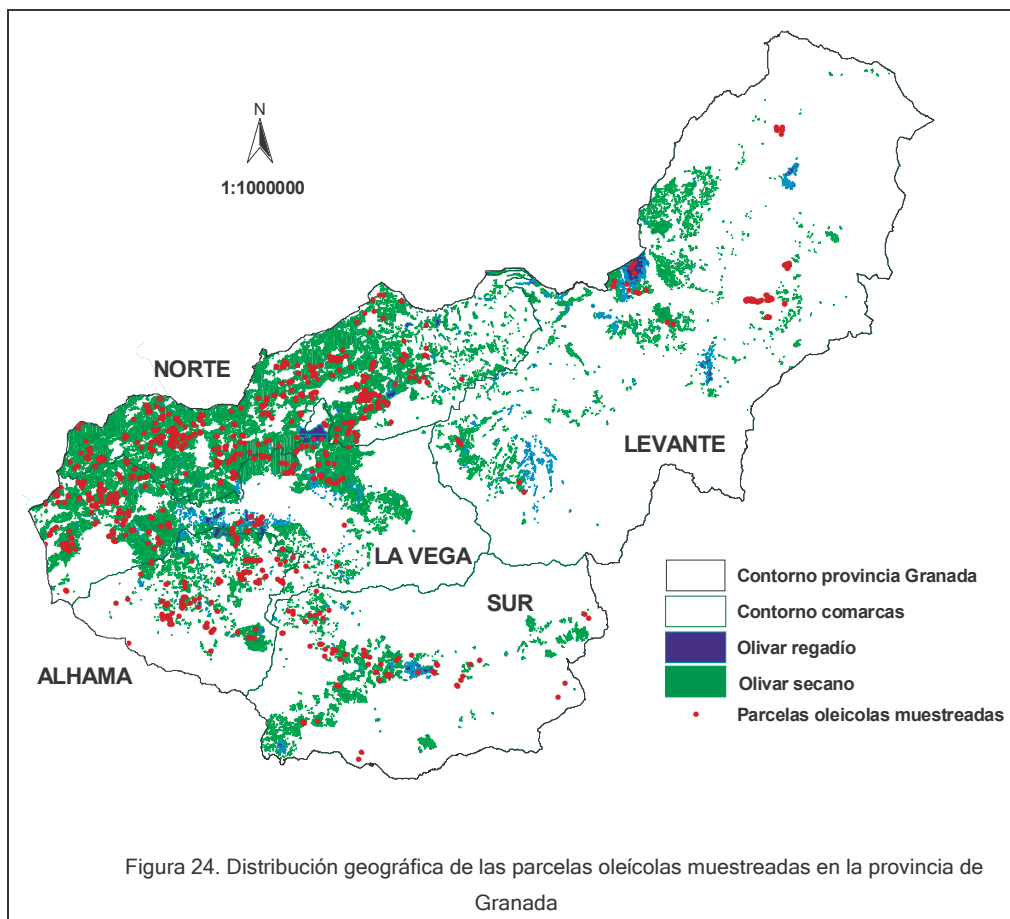 N
1:1000000
NORTE
LEVANTE
LA VEGA
SUR
ALHAMA
Contorno provincia Granada
Contorno comarcas
Olivar regadío
Olivar secano
Parcelas oleicolas muestreadas
Figura 24. Distribución geográfica de las parcelas oleícolas muestreadas en la provincia de
Granada